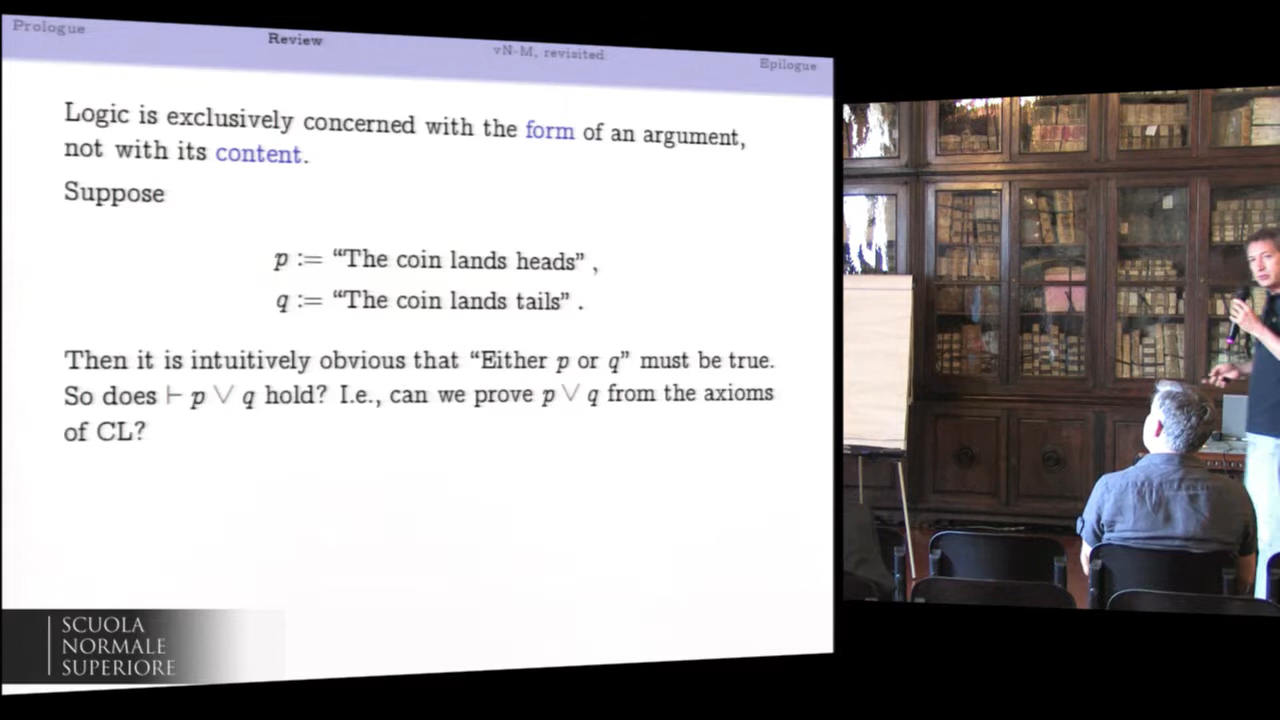 Prologue
Review
vN-M, revisited
Epilogue
Logic is exclusively concerned with the form of an argument,
not with its content.
Suppose
p := “The coin lands heads” ,
q := “The coin lands tails” .
Then it is intuitively obvious that “Either p or q” must be true.
So does ⊢ p ∨ q hold? I.e., can we prove p ∨ q from the axioms
of CL?
SCUOLA
NORMALE
SUPERIORE